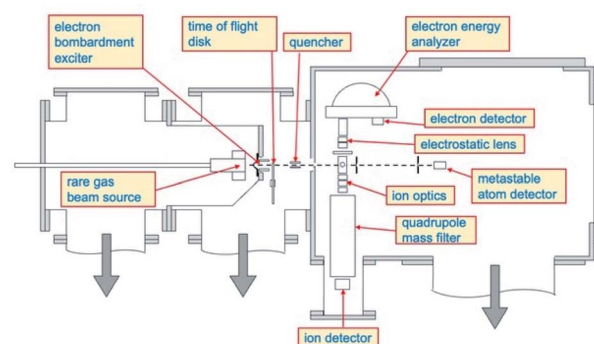 electron
bombardment
exciter
time of flight
disk
quencher
electron energy
analyzer
electron detector
electrostatic lens
rare gas
beam source
ion optics
metastable
atom detector
quadrupole
mass filter
ion detector